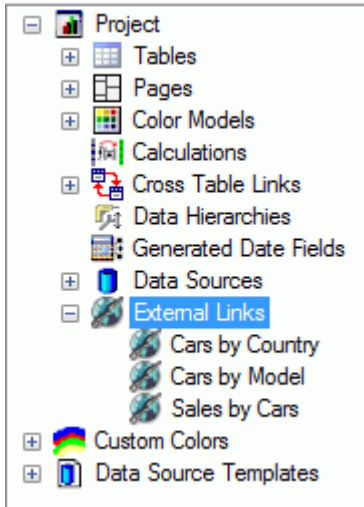 Project
Tables
Pages
Color Models
Calculations
Cross Table Links
Data Hierarchies
Generated Date Fields
Data Sources
External Links
Cars by Country
Cars by Model
Sales by Cars
Custom Colors
Data Source Templates